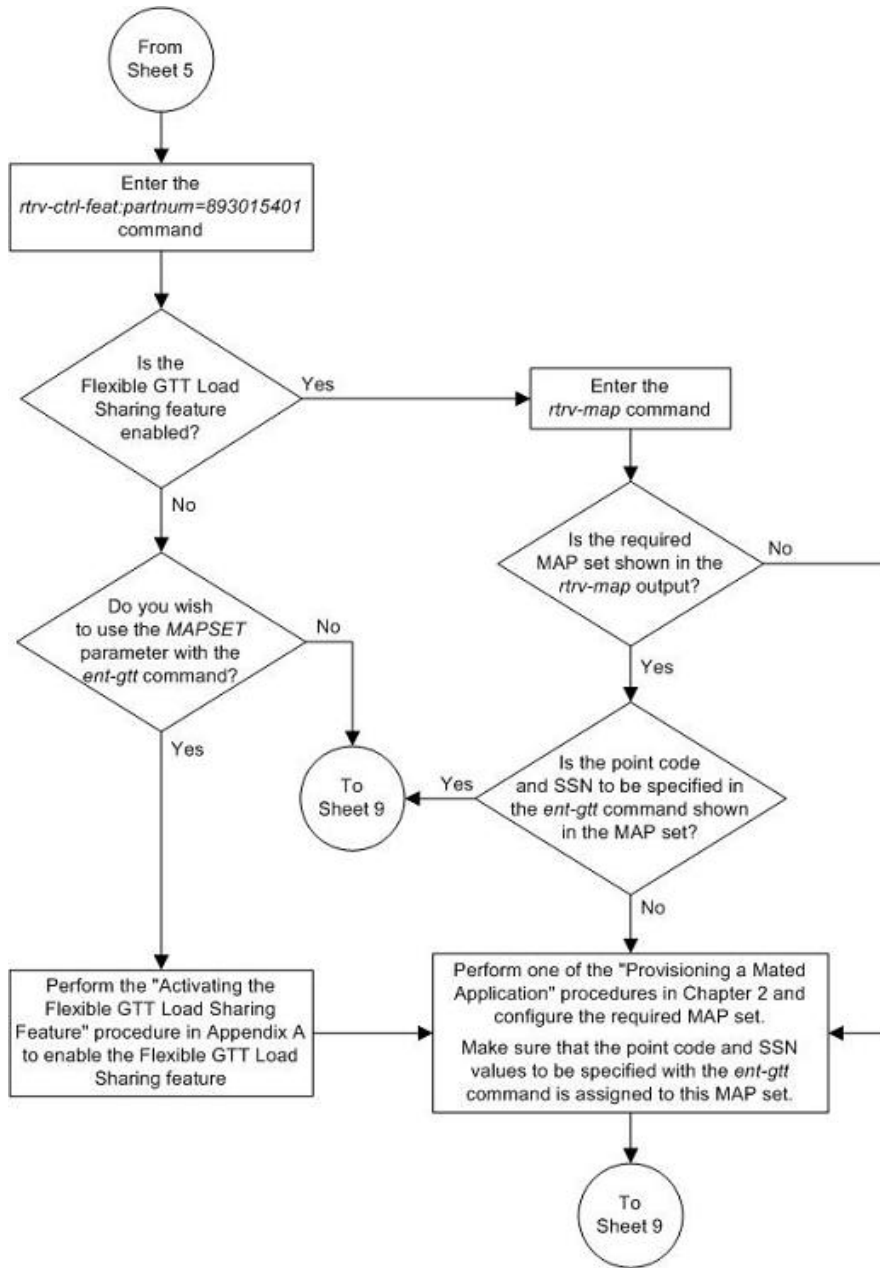 From
Sheet 5
Enter the
rtrv-ctrl-feat:partnum=893015401
command
Is the
Flexible GTT Load
Sharing feature
enabled?
Yes
No
Enter the
rtrv-map command
Is the required
MAP set shown in the
rtrv-map output?
No
Yes
Do you wish
to use the MAPSET
parameter with the
ent-gtt command?
No
Yes
Is the point code
and SSN to be specified in
the ent-gtt command shown
in the MAP set?
Yes
No
To
Sheet 9
Perform the "Activating the
Flexible GTT Load Sharing
Feature" procedure in Appendix A
to enable the Flexible GTT Load
Sharing feature
Perform one of the "Provisioning a Mated
Application" procedures in Chapter 2 and
configure the required MAP set.
Make sure that the point code and SSN
values to be specified with the ent-gtt
command is assigned to this MAP set.
To
Sheet 9